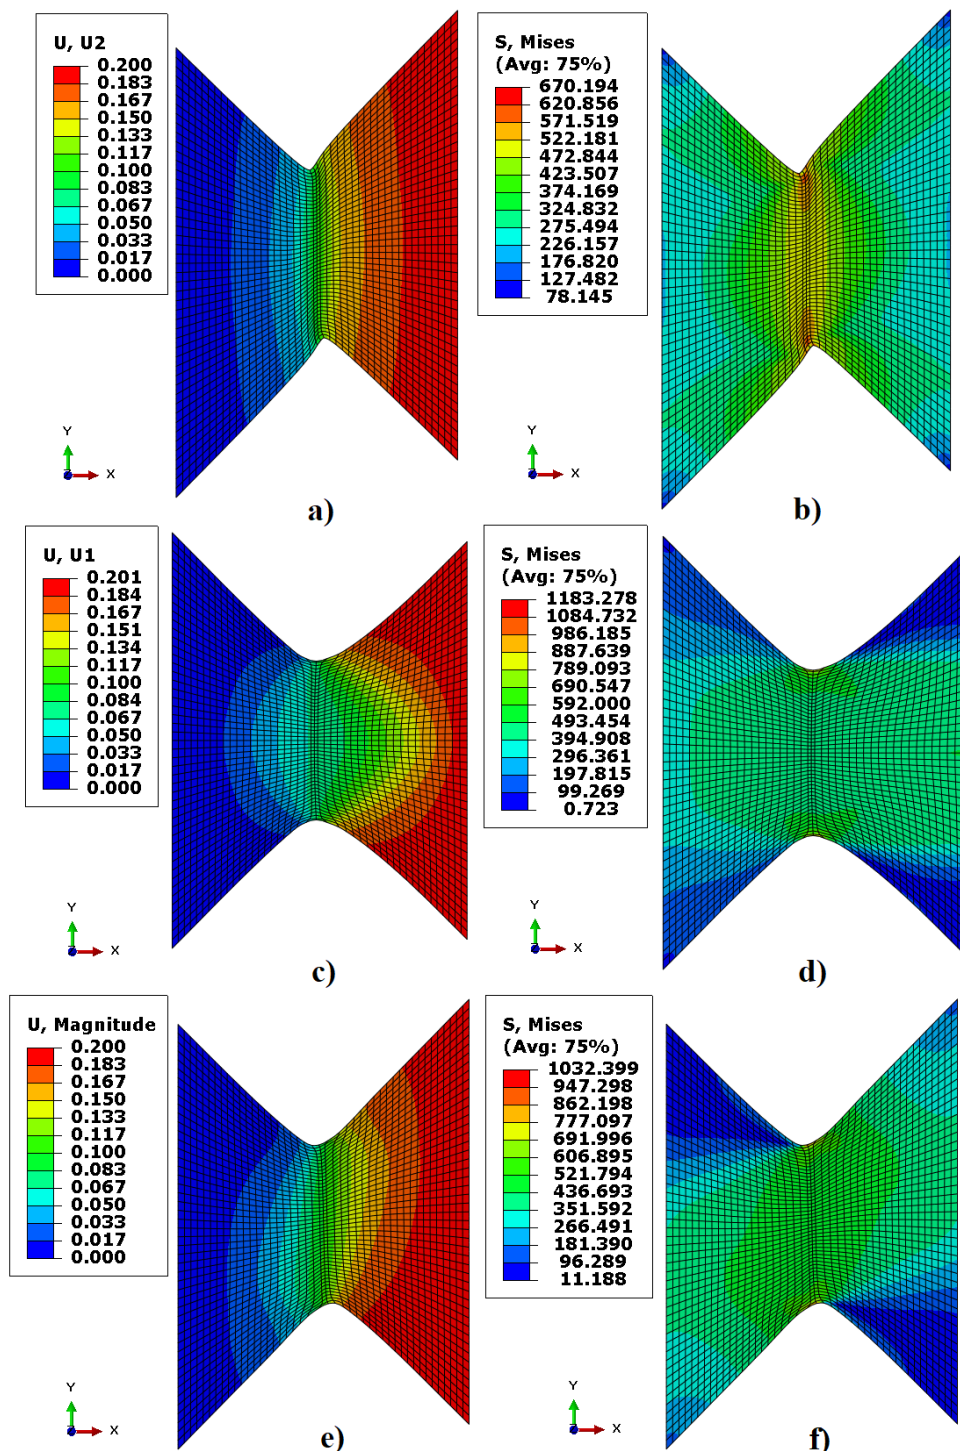 U, U2
0.200
0.183
0.167
0.150
0.133
0.117
0.100
0.083
0.067
0.050
0.033
0.017
0.000
Y
X
a)
S, Mises
(Avg: 75%)
670.194
620.856
571.519
522.181
472.844
423.507
374.169
324.832
275.494
226.157
176.820
127.482
78.145
Y
X
b)
U, U1
0.201
0.184
0.167
0.151
0.134
0.117
0.100
0.084
0.067
0.050
0.033
0.017
0.000
Y
X
c)
S, Mises
(Avg: 75%)
1183.278
1084.732
986.185
887.639
789.093
690.547
592.000
493.454
394.908
296.361
197.815
99.269
0.723
Y
X
d)
U, Magnitude
0.200
0.183
0.167
0.150
0.133
0.117
0.100
0.083
0.067
0.050
0.033
0.017
0.000
Y
X
e)
S, Mises
(Avg: 75%)
1032.399
947.298
862.198
777.097
691.996
606.895
521.794
436.693
351.592
266.491
181.390
96.289
11.188
Y
X
f)